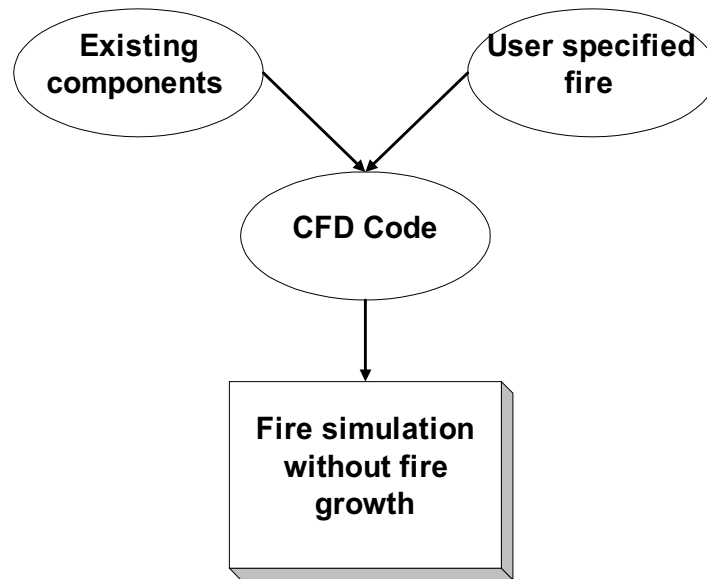 Existing
components
User specified
fire
CFD Code
Fire simulation
without fire
growth